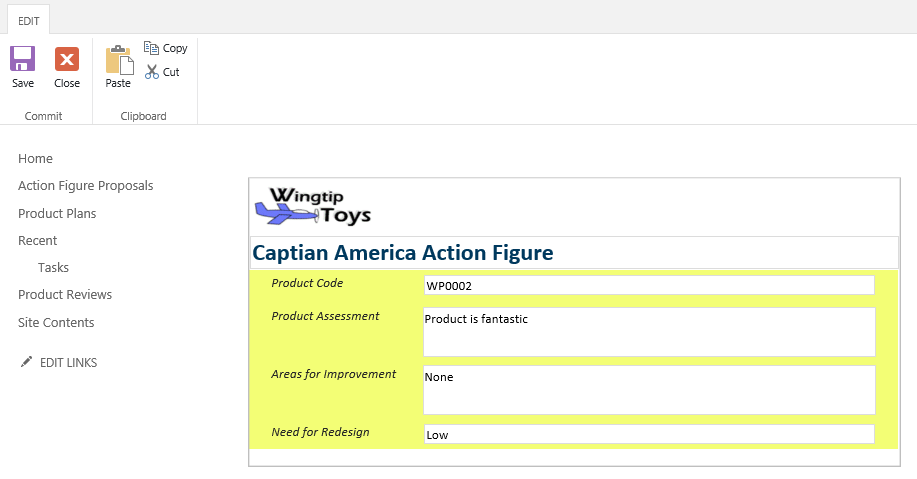 EDIT
Save
Close
Paste
Copy
Cut
Commit
Clipboard
Home
Action Figure Proposals
Product Plans
Recent
Tasks
Product Reviews
Site Contents
EDIT LINKS
Wingtip
Toys
Captian America Action Figure
Product Code
WP0002
Product Assessment
Product is fantastic
Areas for Improvement
None
Need for Redesign
Low